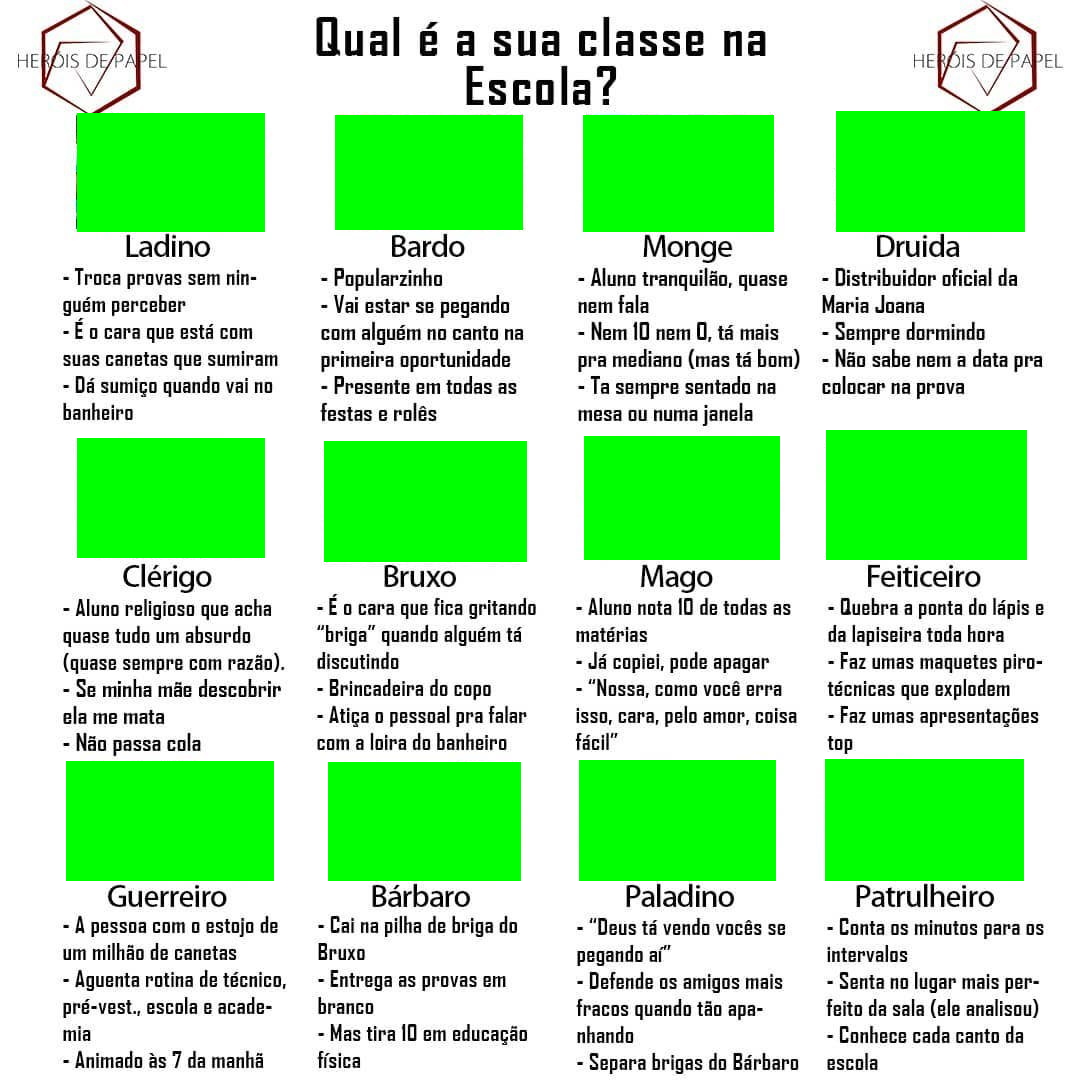 HERÓIS DE PAPEL
Qual é a sua classe na
Escola?
HERÓIS DE PAPEL
Ladino
- Troca provas sem nin-
guém perceber
- É o cara que está com
suas canetas que sumiram
- Dá sumiço quando vai no
banheiro
Bardo
- Popularzinho
- Vai estar se pegando
com alguém no canto na
primeira oportunidade
- Presente em todas as
festas e rolês
Monge
- Aluno tranquilão, quase
nem fala
- Nem 10 nem 0, tá mais
pra mediano (mas tá bom)
- Ta sempre sentado na
mesa ou numa janela
Druida
- Distribuidor oficial da
Maria Joana
- Sempre dormindo
- Não sabe nem a data pra
colocar na prova
Clérigo
- Aluno religioso que acha
quase tudo um absurdo
(quase sempre com razão).
- Se minha mãe descobrir
ela me mata
- Não passa cola
Bruxo
- É o cara que fica gritando
“briga” quando alguém tá
discutindo
- Brincadeira do copo
- Atiça o pessoal pra falar
com a loira do banheiro
Mago
- Aluno nota 10 de todas as
matérias
- Já copiei, pode apagar
- “Nossa, como você erra
isso, cara, pelo amor, coisa
fácil”
Feiticeiro
- Quebra a ponta do lápis e
da lapiseira toda hora
- Faz umas maquetes piro-
técnicas que explodem
- Faz umas apresentações
top
Guerreiro
- A pessoa com o estojo de
um milhão de canetas
- Aguenta rotina de técnico,
pré-vest., escola e acade-
mia
- Animado às 7 da manhã
Bárbaro
- Cai na pilha de briga do
Bruxo
- Entrega as provas em
branco
- Mas tira 10 em educação
física
Paladino
- “Deus tá vendo vocês se
pegando aí”
- Defende os amigos mais
fracos quando tão apa-
nhando
- Separa brigas do Bárbaro
Patrulheiro
- Conta os minutos para os
intervalos
- Senta no lugar mais per-
feito da sala (ele analisou)
- Conhece cada canto da
escola